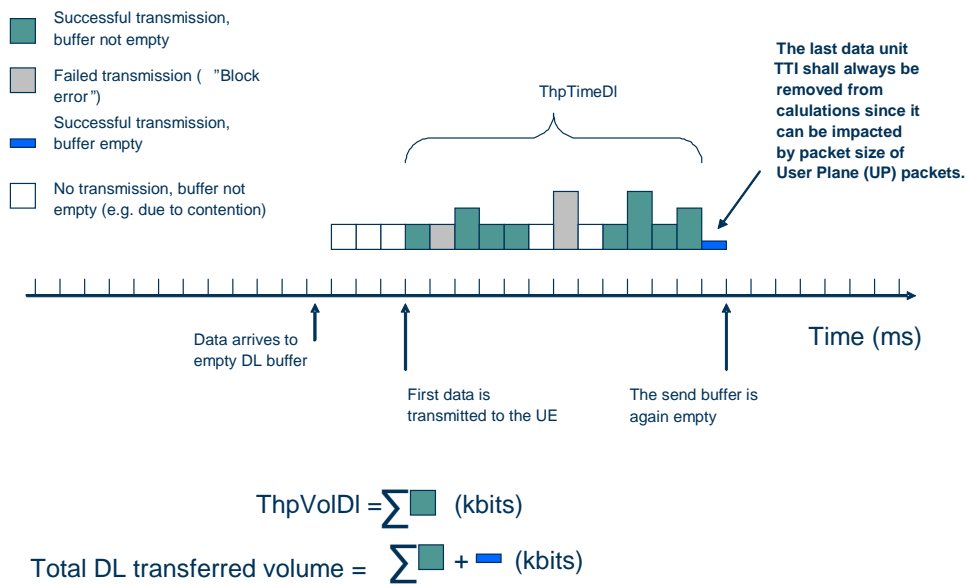 Successful transmission,
buffer not empty
Failed transmission ( "Block
error")
Successful transmission,
buffer empty
No transmission, buffer not
empty (e.g. due to contention)
ThpTimeDl
The last data unit
TTI shall always be
removed from
calulations since it
can be impacted
by packet size of
User Plane (UP) packets.
Data arrives to
empty DL buffer
First data is
transmitted to the UE
The send buffer is
again empty
Time (ms)
ThpVolDl = ∑ (kbits)
Total DL transferred volume = ∑ + (kbits)